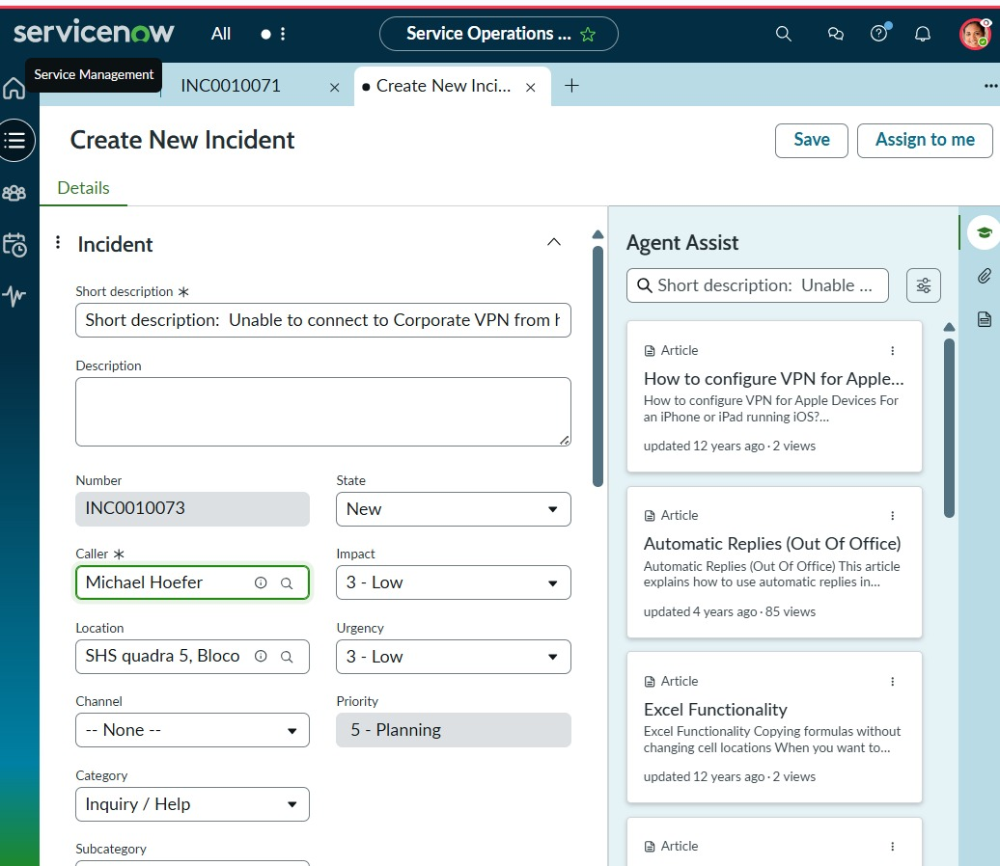 servicenow
All
Service Operations ...
Service Management
INC0010071
Create New Inci...
Create New Incident
Save
Assign to me
Details
Incident
Short description
Short description:  Unable to connect to Corporate VPN from
Description
Number
INC0010073
State
New
Caller
Michael Hoefer
Impact
3 - Low
Location
SHS quadra 5, Bloco
Urgency
3 - Low
Channel
-- None --
Priority
5 - Planning
Category
Inquiry / Help
Subcategory
Agent Assist
Short description:  Unable ...
Article
How to configure VPN for Apple...
How to configure VPN for Apple Devices For
an iPhone or iPad running iOS?...
updated 12 years ago · 2 views
Article
Automatic Replies (Out Of Office)
Automatic Replies (Out Of Office) This article
explains how to use automatic replies in...
updated 4 years ago · 85 views
Article
Excel Functionality
Excel Functionality Copying formulas without
changing cell locations When you want to...
updated 12 years ago · 2 views
Article